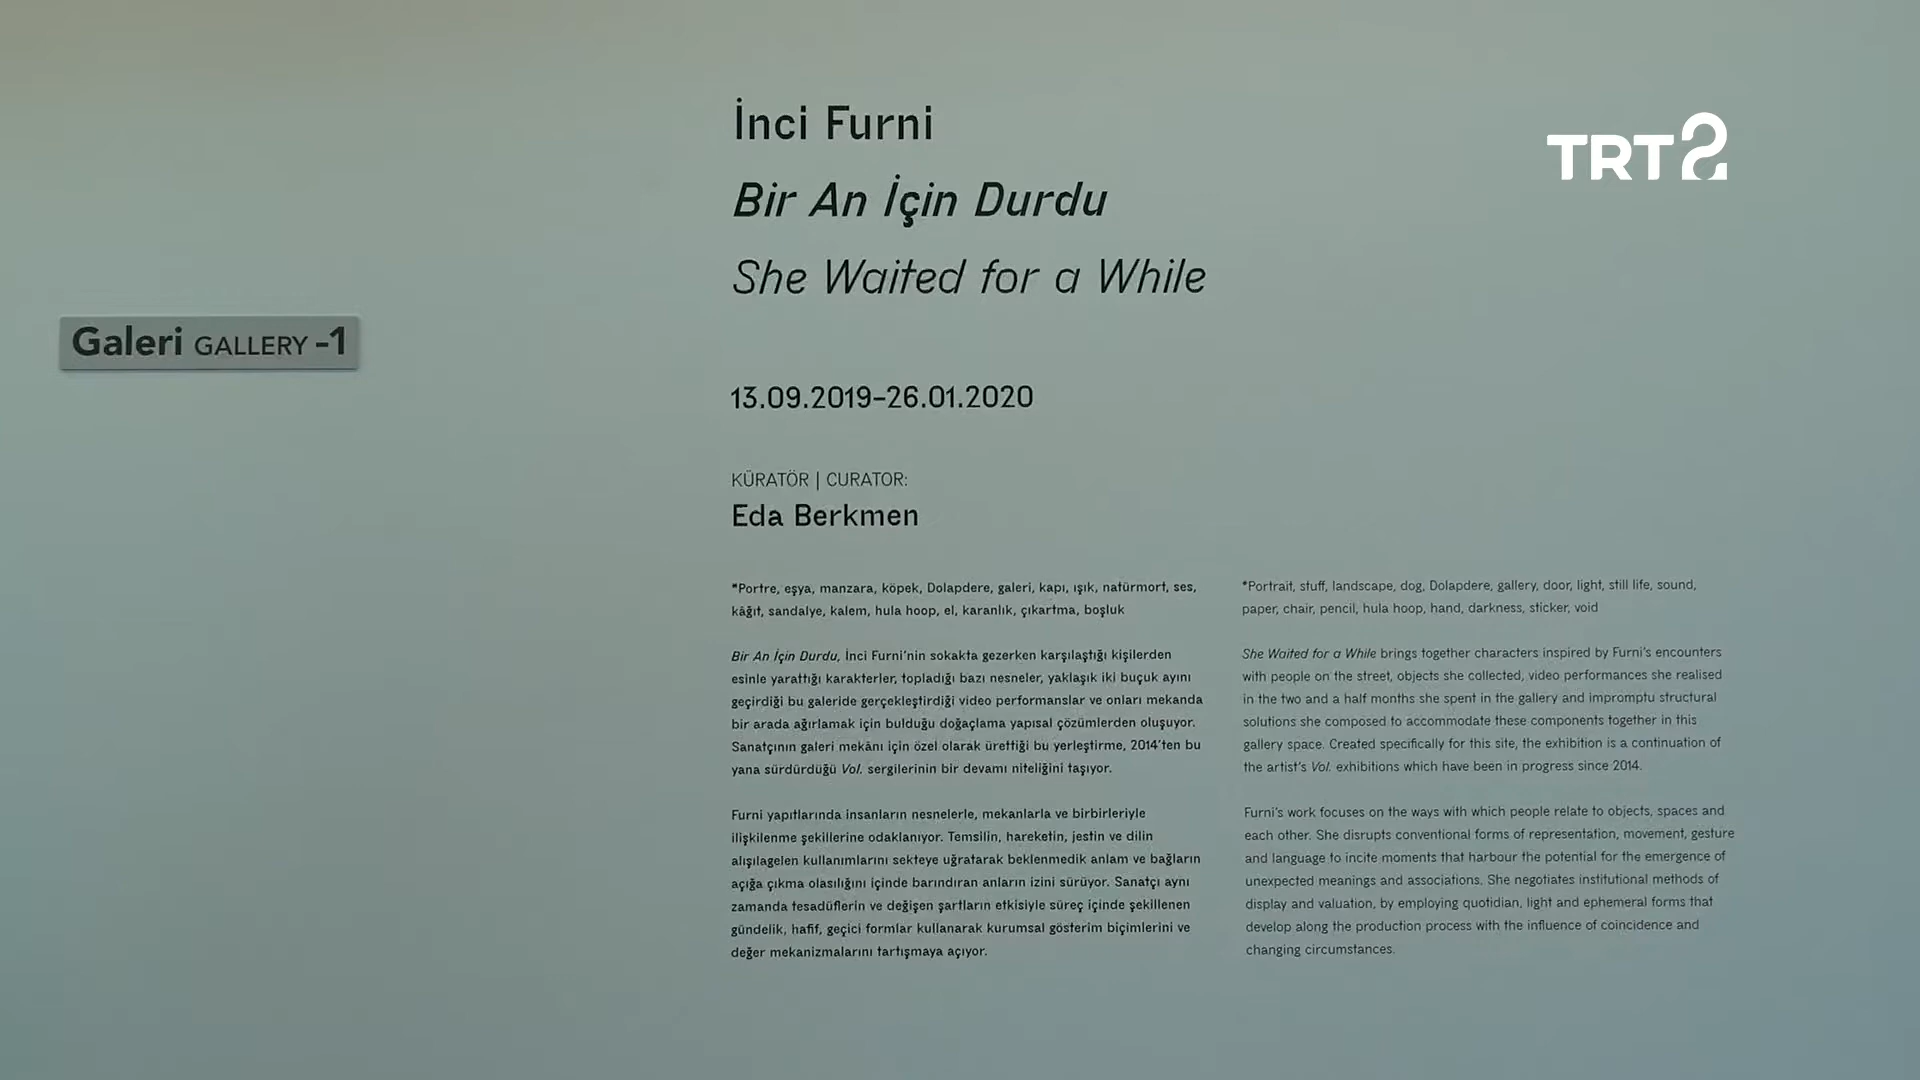 İnci Furni
Bir An İçin Durdu
She Waited for a While
TRT2
Galeri GALLERY -1
13.09.2019–26.01.2020
KÜRATÖR | CURATOR:
Eda Berkmen
*Portre, eşya, manzara, köpek, Dolapdere, galeri, kapı, ışık, natürmort, ses,
kâğıt, sandalye, kalem, hula hoop, el, karanlık, çıkartma, boşluk
Bir An İçin Durdu, İnci Furni'nin sokakta gezerken karşılaştığı kişilerden
esinle yarattığı karakterler, topladığı bazı nesneler, yaklaşık iki buçuk ayını
geçirdiği bu galeride gerçekleştirdiği video performanslar ve onları mekanda
bir arada ağırlamak için bulduğu doğaçlama yapısal çözümlerden oluşuyor.
Sanatçının galeri mekânı için özel olarak ürettiği bu yerleştirme, 2014'ten bu
yana sürdürdüğü Vol. sergilerinin bir devamı niteliğini taşıyor.
Furni yapıtlarında insanların nesnelerle, mekanlarla ve birbirleriyle
ilişkilenme şekillerine odaklanıyor. Temsilin, hareketin, jestin ve dilin
alışılagelen kullanımlarını sekteye uğratarak beklenmedik anlam ve bağların
açığa çıkma olasılığını içinde barındıran anların izini sürüyor. Sanatçı aynı
zamanda tesadüflerin ve değişen şartların etkisiyle süreç içinde şekillenen
gündelik, hafif, geçici formlar kullanarak kurumsal gösterim biçimlerini ve
değer mekanizmalarını tartışmaya açıyor.
*Portrait, stuff, landscape, dog, Dolapdere, gallery, door, light, still life, sound,
paper, chair, pencil, hula hoop, hand, darkness, sticker, void
She Waited for a While brings together characters inspired by Furni's encounters
with people on the street, objects she collected, video performances she realised
in the two and a half months she spent in the gallery and impromptu structural
solutions she composed to accommodate these components together in this
gallery space. Created specifically for this site, the exhibition is a continuation of
the artist's Vol. exhibitions which have been in progress since 2014.
Furni's work focuses on the ways with which people relate to objects, spaces and
each other. She disrupts conventional forms of representation, movement, gesture
and language to incite moments that harbour the potential for the emergence of
unexpected meanings and associations. She negotiates institutional methods of
display and valuation, by employing quotidian, light and ephemeral forms that
develop along the production process with the influence of coincidence and
changing circumstances.